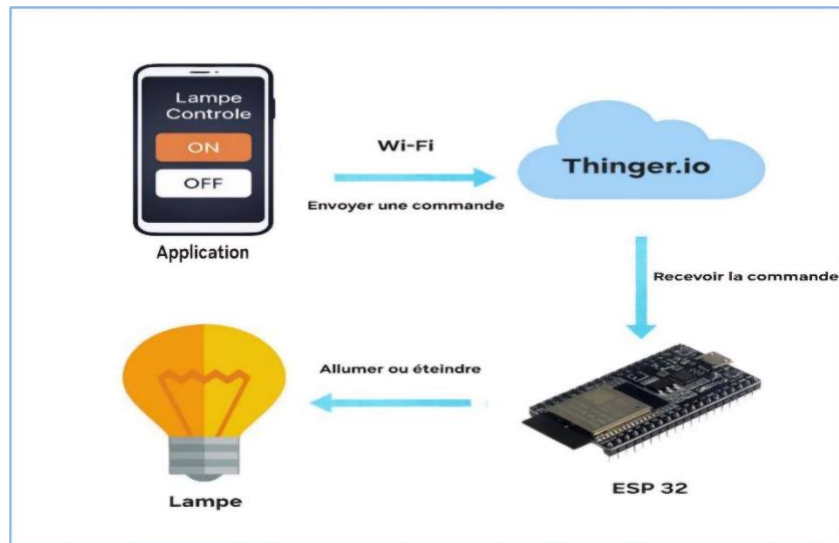 Lampe
Controle
ON
OFF
Application
Wi-Fi
Envoyer une commande
Thinger.io
Recevoir la commande
ESP 32
Allumer ou éteindre
Lampe